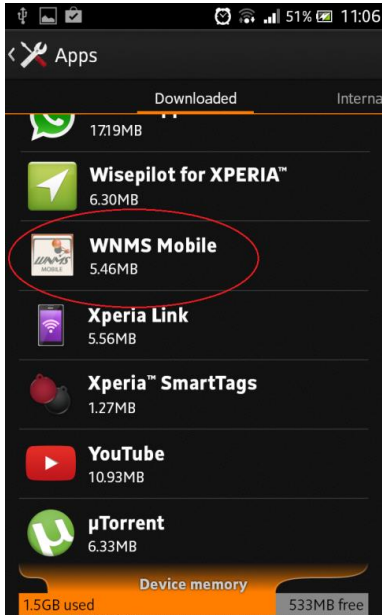 51% 11:06
Apps
Downloaded Interna
17.19MB
Wisepilot for XPERIA™
6.30MB
WNMS Mobile
WNMS
MOBILE
5.46MB
Xperia Link
5.56MB
Xperia™ SmartTags
1.27MB
YouTube
10.93MB
µTorrent
6.33MB
Device memory
1.5GB used 533MB free